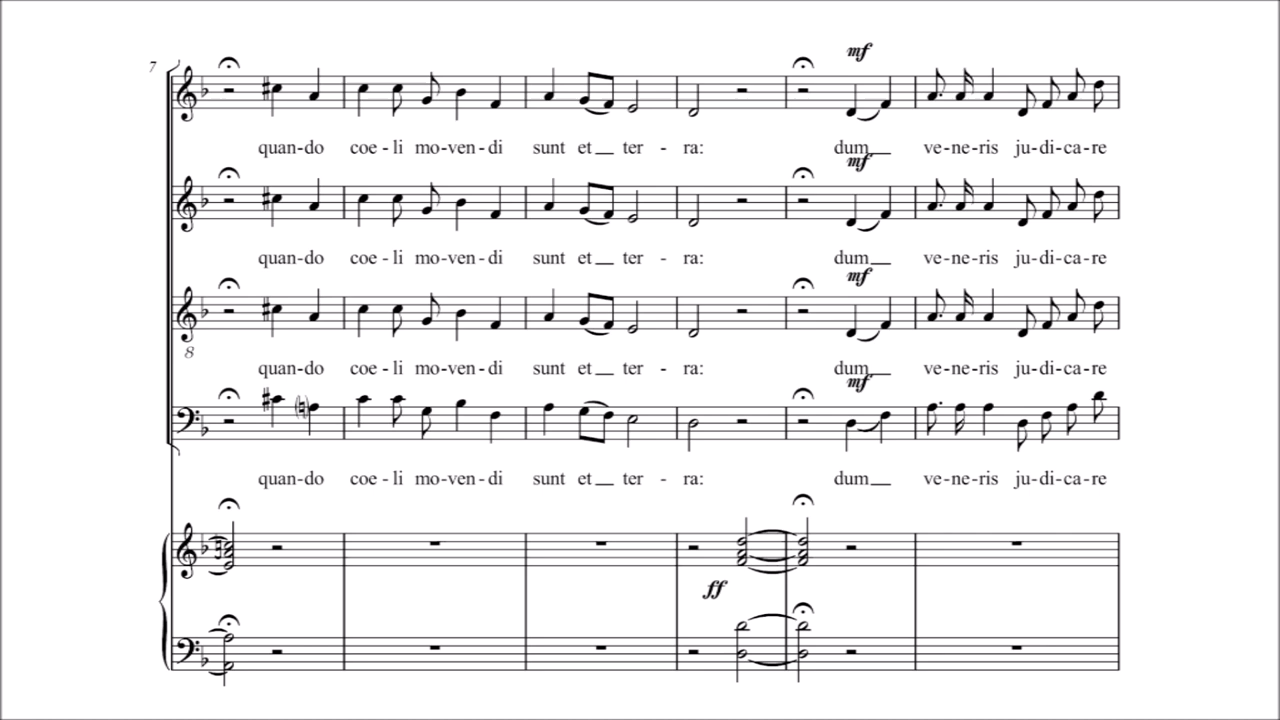 7
mf
quan-do coe-li mo-ven-di sunt et__ ter - ra: dum__ ve-ne-ris ju-di-ca-re
mf
quan-do coe-li mo-ven-di sunt et__ ter - ra: dum__ ve-ne-ris ju-di-ca-re
mf
8
quan-do coe-li mo-ven-di sunt et__ ter - ra: dum__ ve-ne-ris ju-di-ca-re
mf
quan-do coe-li mo-ven-di sunt et__ ter - ra: dum__ ve-ne-ris ju-di-ca-re
ff